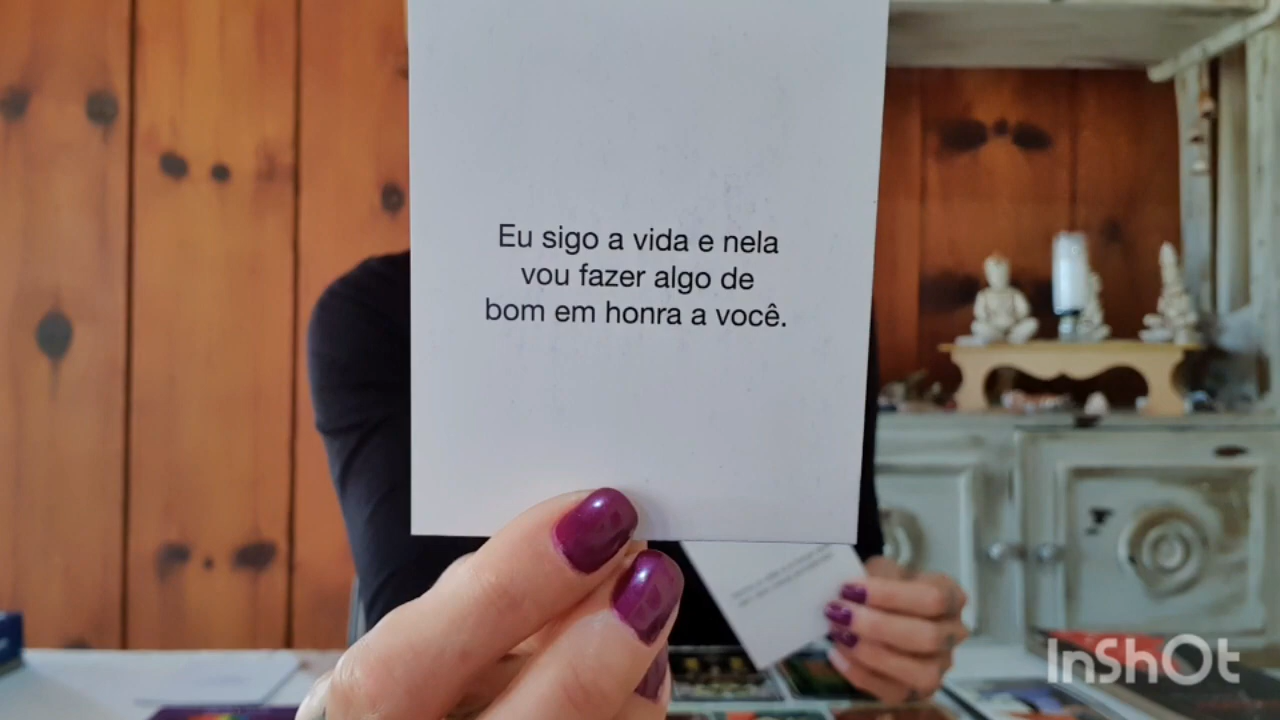 Eu sigo a vida e nela
vou fazer algo de
bom em honra a você.
InShOt